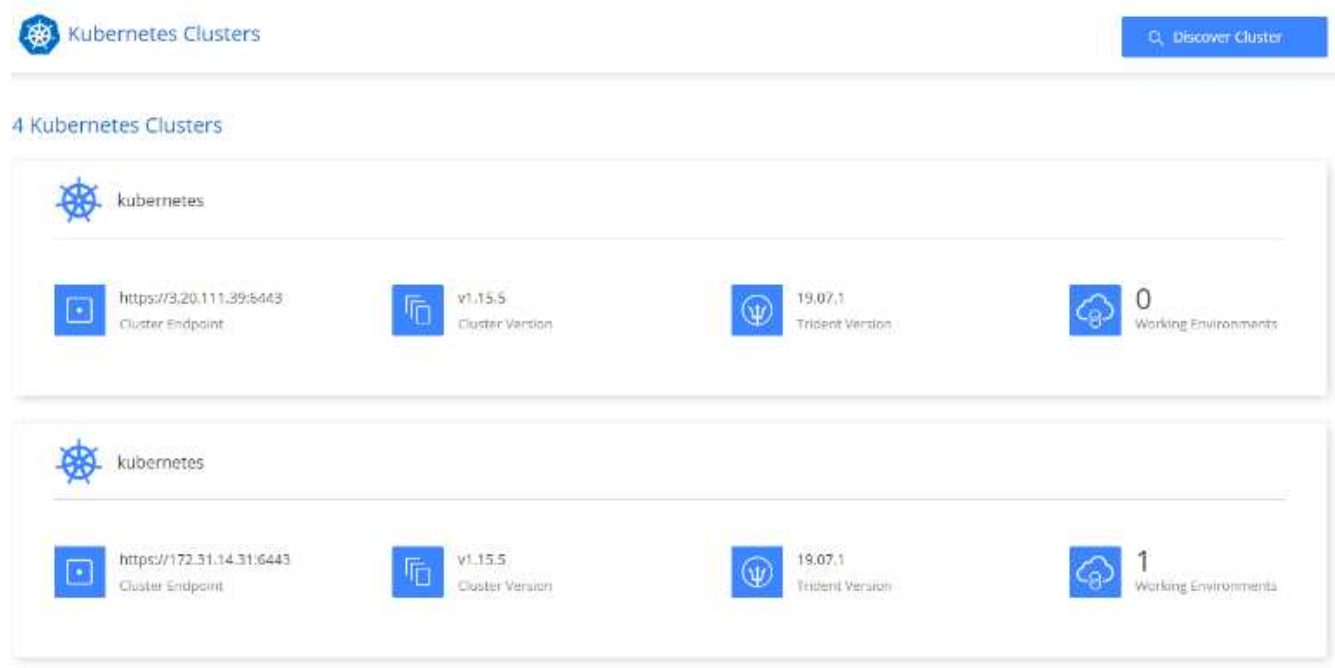 Kubernetes Clusters
Discover Cluster
4 Kubernetes Clusters
kubernetes
https://3.20.111.39:6443
Cluster Endpoint
v1.15.5
Cluster Version
19.07.1
Trident Version
0
Working Environments
kubernetes
https://172.31.14.31:6443
Cluster Endpoint
v1.15.5
Cluster Version
19.07.1
Trident Version
1
Working Environments